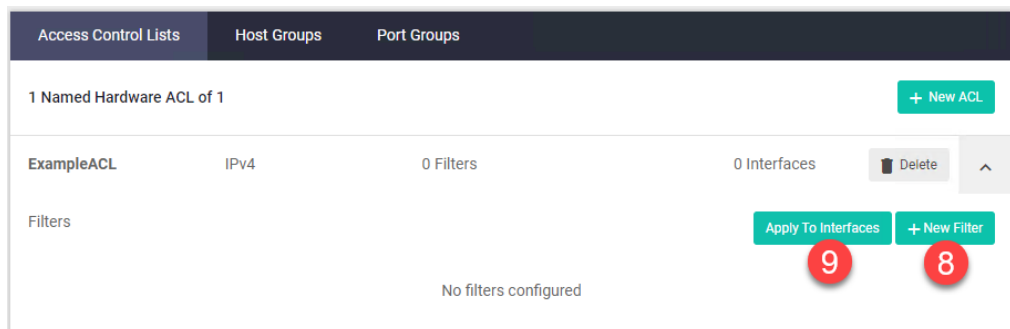 Access Control Lists Host Groups Port Groups
1 Named Hardware ACL of 1 + New ACL
ExampleACL IPv4 0 Filters 0 Interfaces Delete
Filters Apply To Interfaces + New Filter
9 8
No filters configured